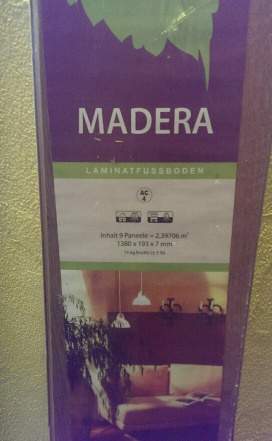 MADERA
LAMINATFUSSBODEN
AC
4
Inhalt 9 Paneele = 2,39706 m²
1380 x 193 x 7 mm